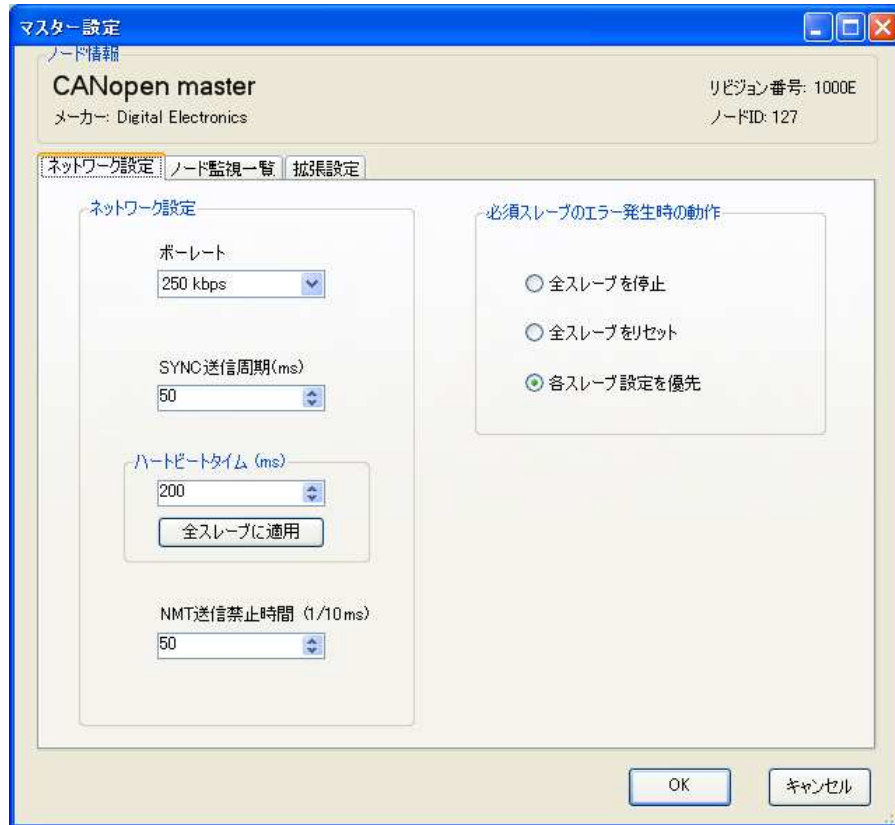 マスター設定
ノード情報
CANopen master
リビジョン番号: 1000E
メーカー: Digital Electronics
ノードID: 127
ネットワーク設定
ノード監視一覧
拡張設定
ネットワーク設定
ボーレート
250 kbps
SYNC送信周期(ms)
50
ハートビートタイム (ms)
200
全スレーブに適用
NMT送信禁止時間 (1/10ms)
50
必須スレーブのエラー発生時の動作
全スレーブを停止
全スレーブをリセット
各スレーブ設定を優先
OK
キャンセル